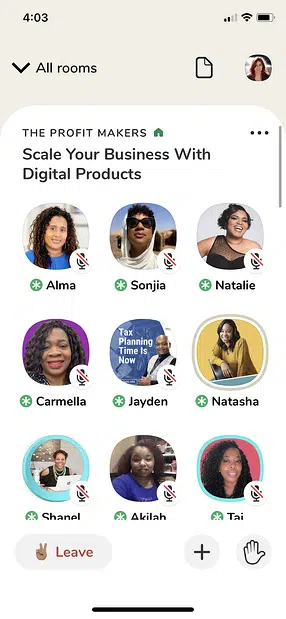 4:03
All rooms
THE PROFIT MAKERS
Scale Your Business With
Digital Products
Alma
Sonjia
Natalie
Tax
Planning
Time Is
Now
Carmella
Jayden
Natasha
Shanel
Akilah
Tai
Leave